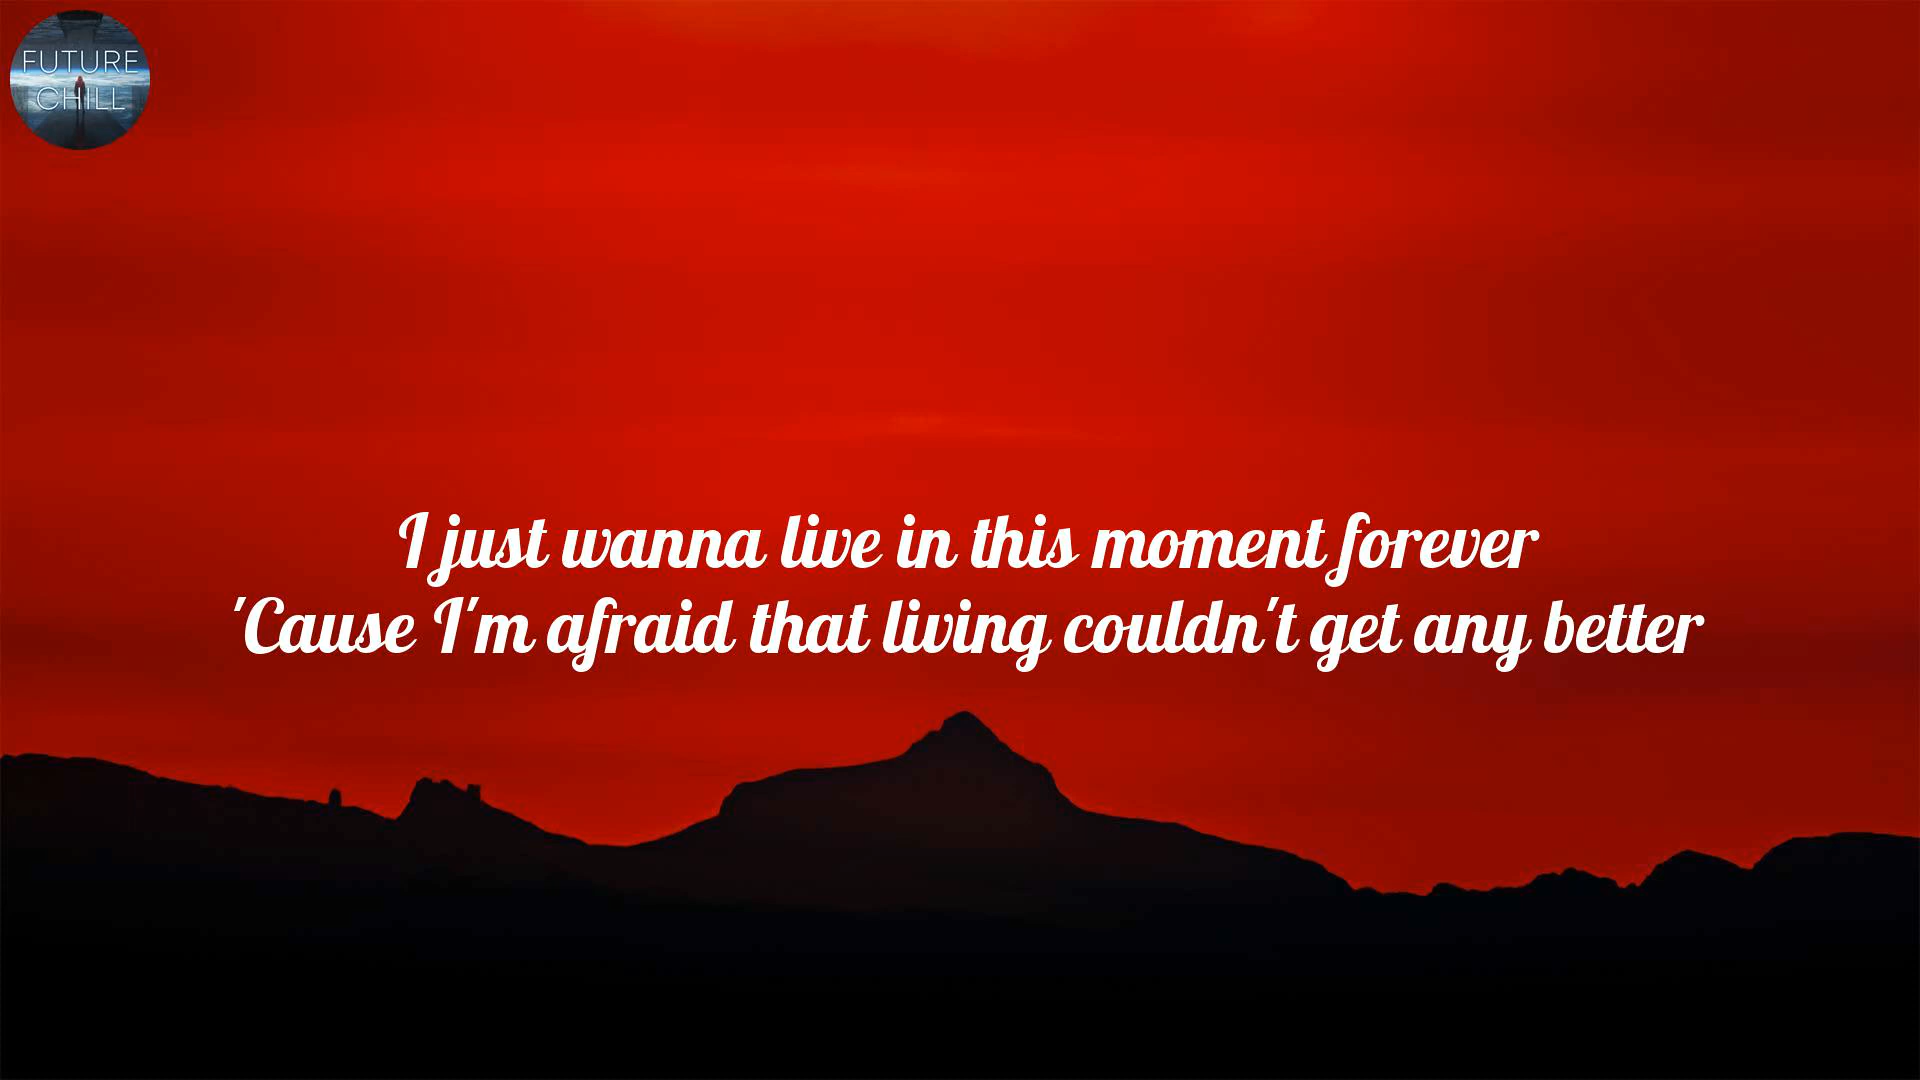 FUTURE
CHILL
I just wanna live in this moment forever
'Cause I'm afraid that living couldn't get any better